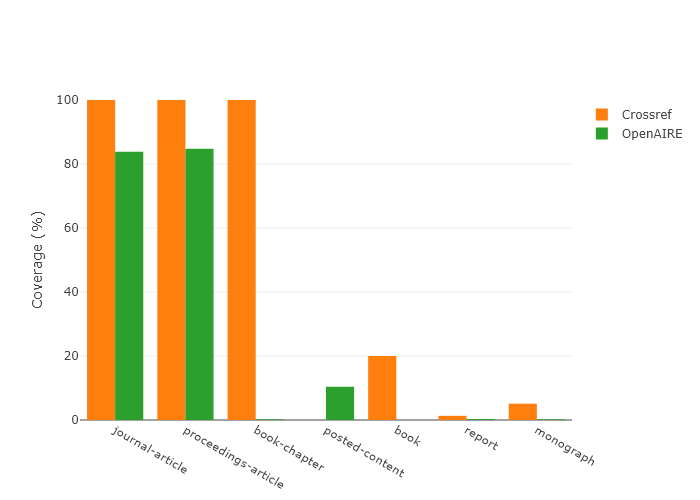 100
80
60
40
20
0
Coverage (%)
Crossref
OpenAIRE
journal-article
proceedings-article
book-chapter
posted-content
book
report
monograph